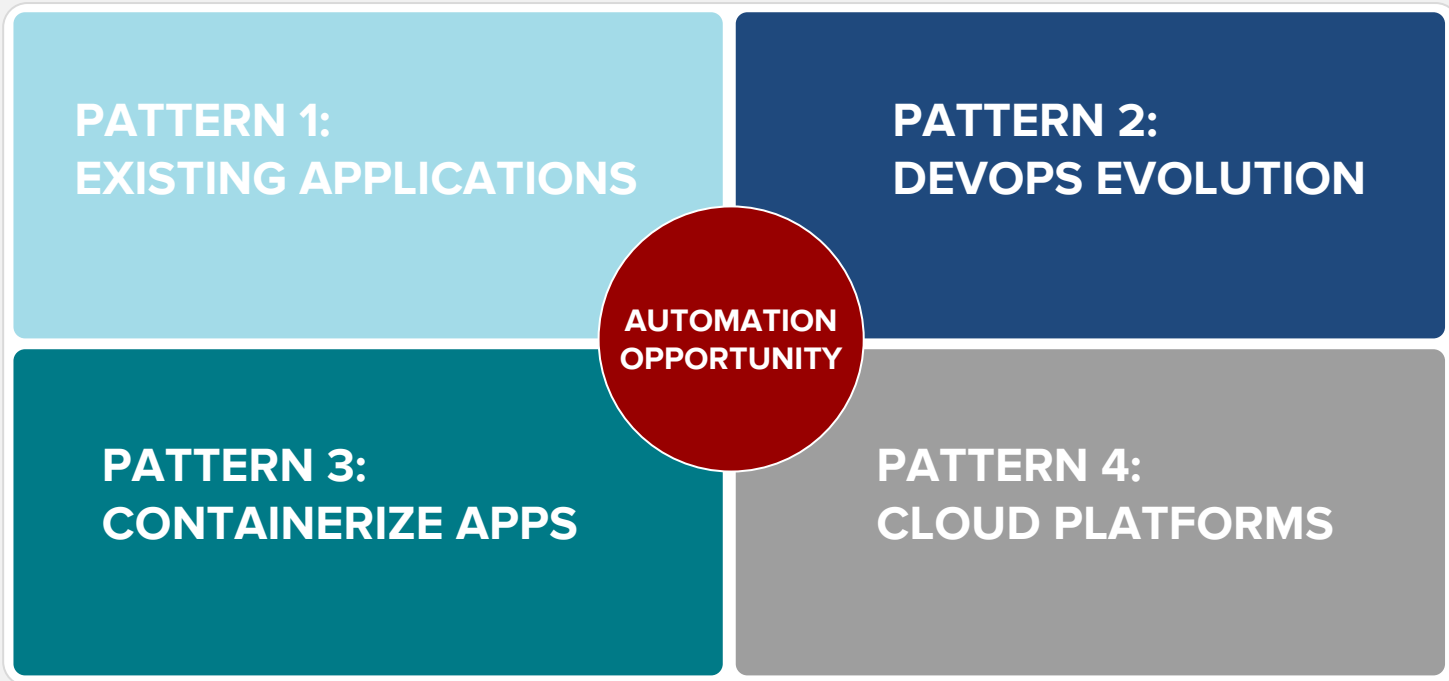 PATTERN 1:
EXISTING APPLICATIONS
PATTERN 2:
DEVOPS EVOLUTION
AUTOMATION
OPPORTUNITY
PATTERN 3:
CONTAINERIZE APPS
PATTERN 4:
CLOUD PLATFORMS